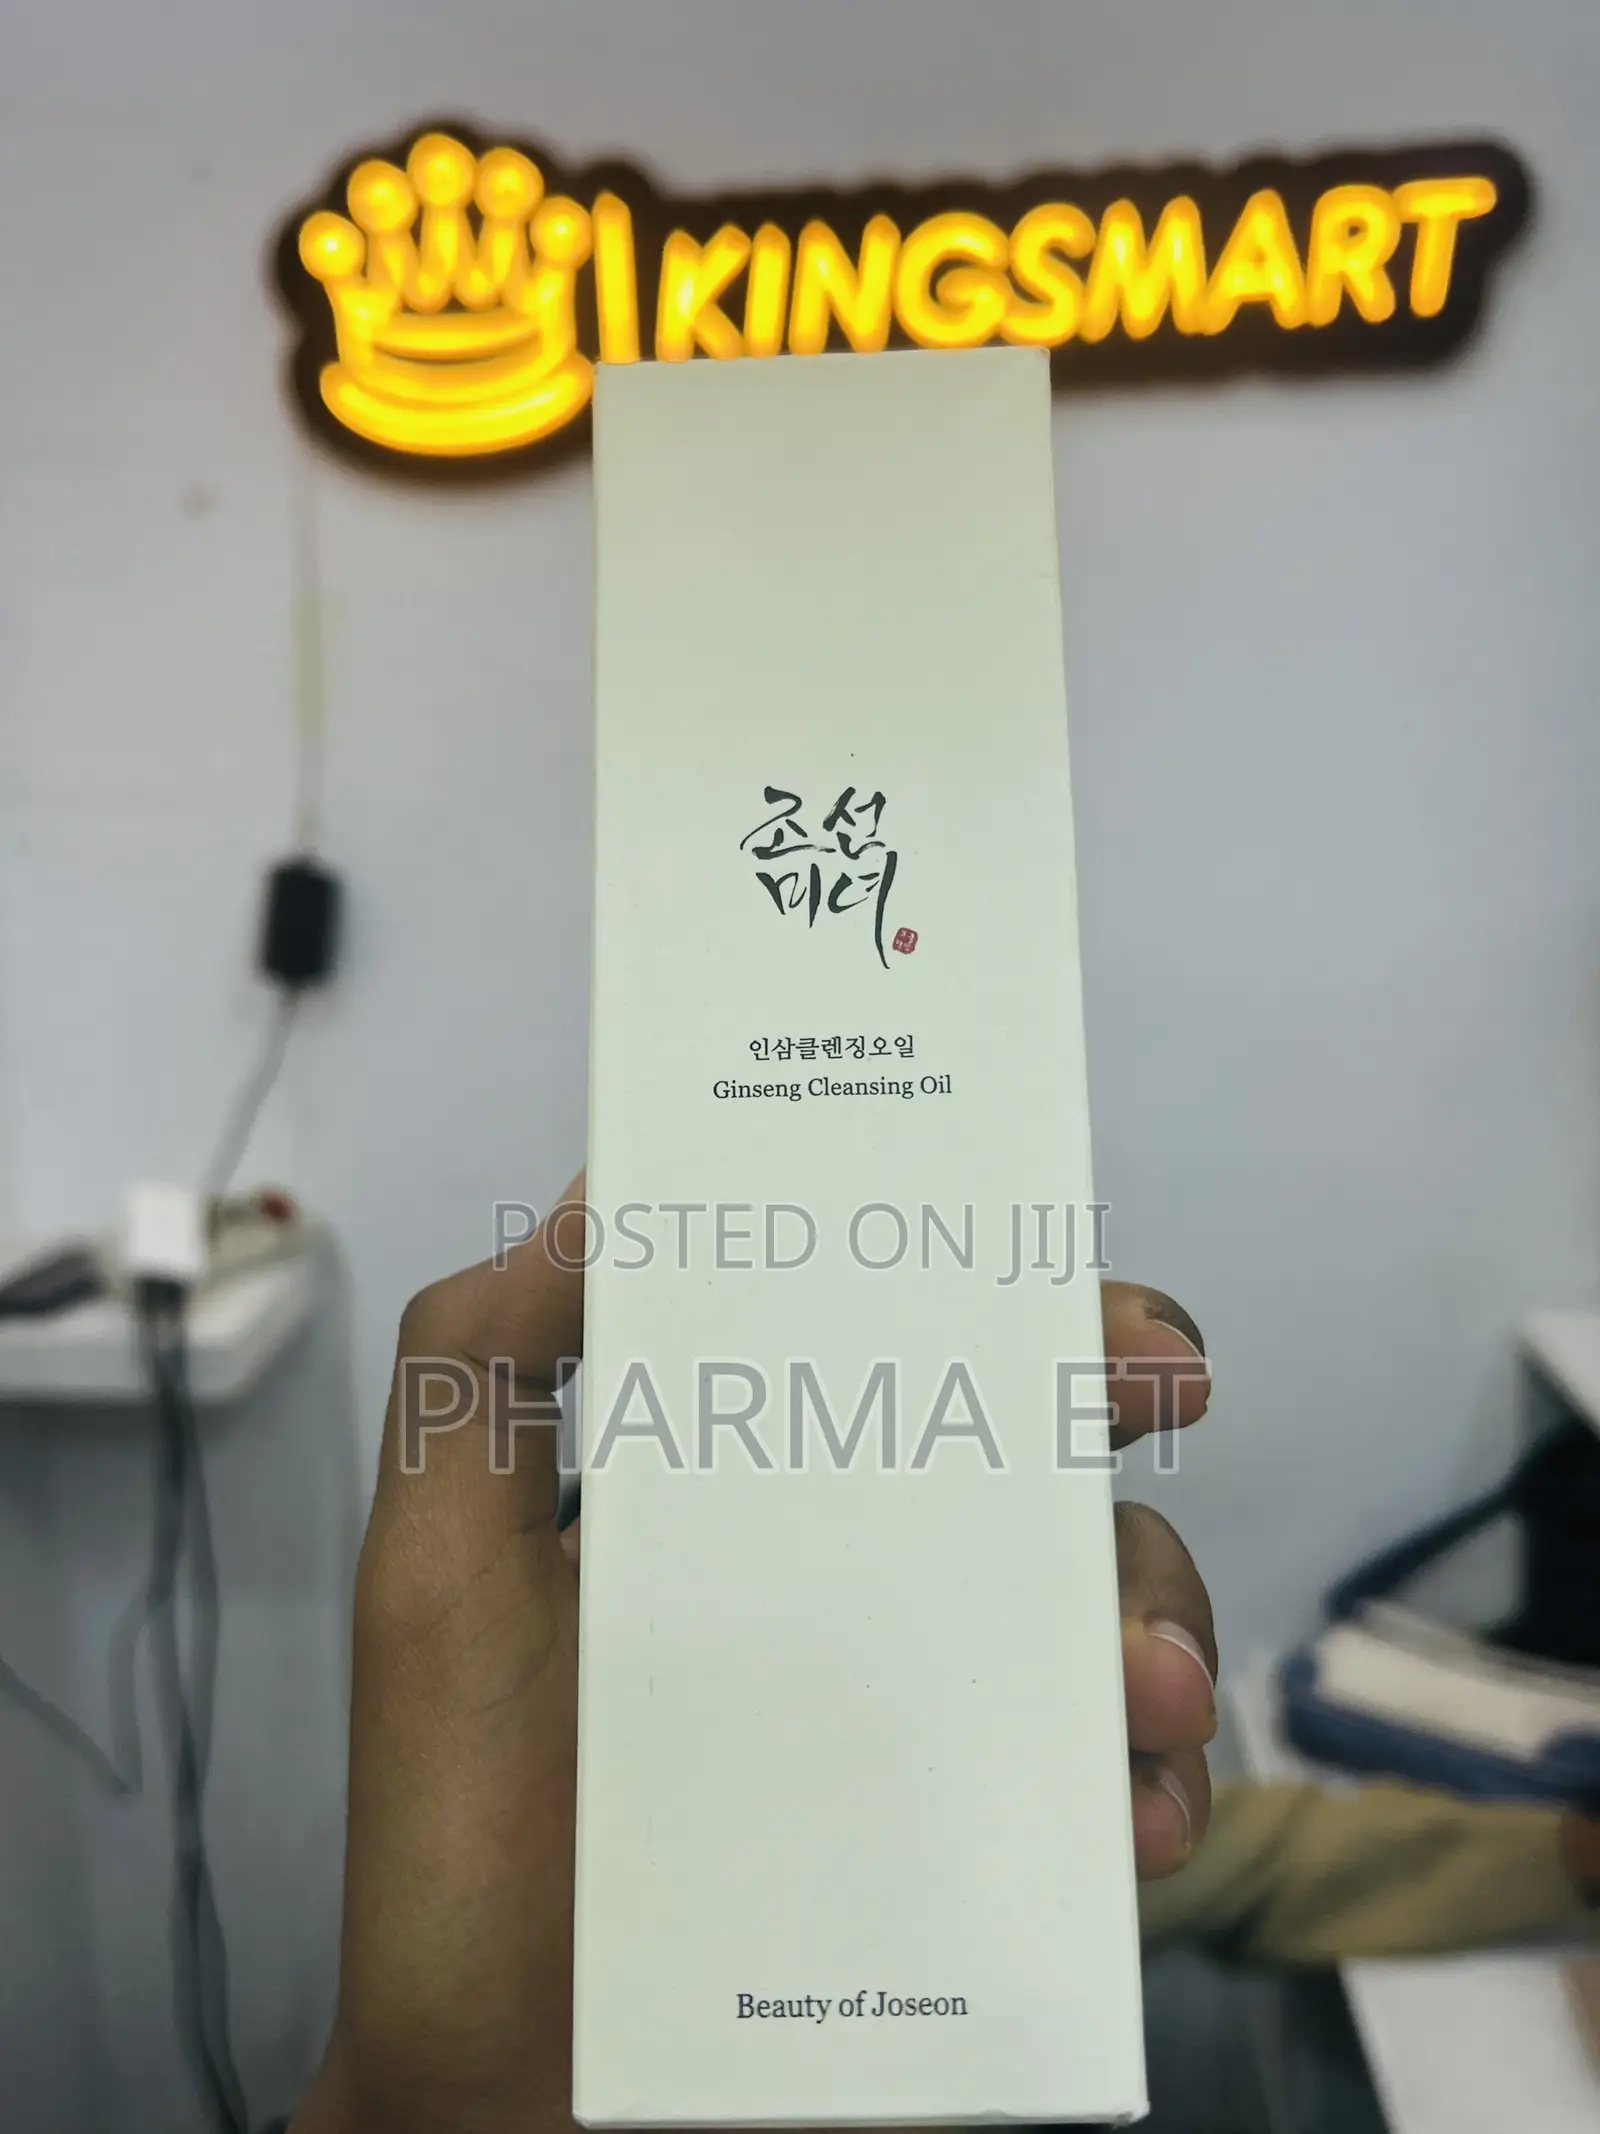 KINGSMART
조선
미녀
인삼클렌징오일
Ginseng Cleansing Oil
POSTED ON JIJI
PHARMA ET
Beauty of Joseon